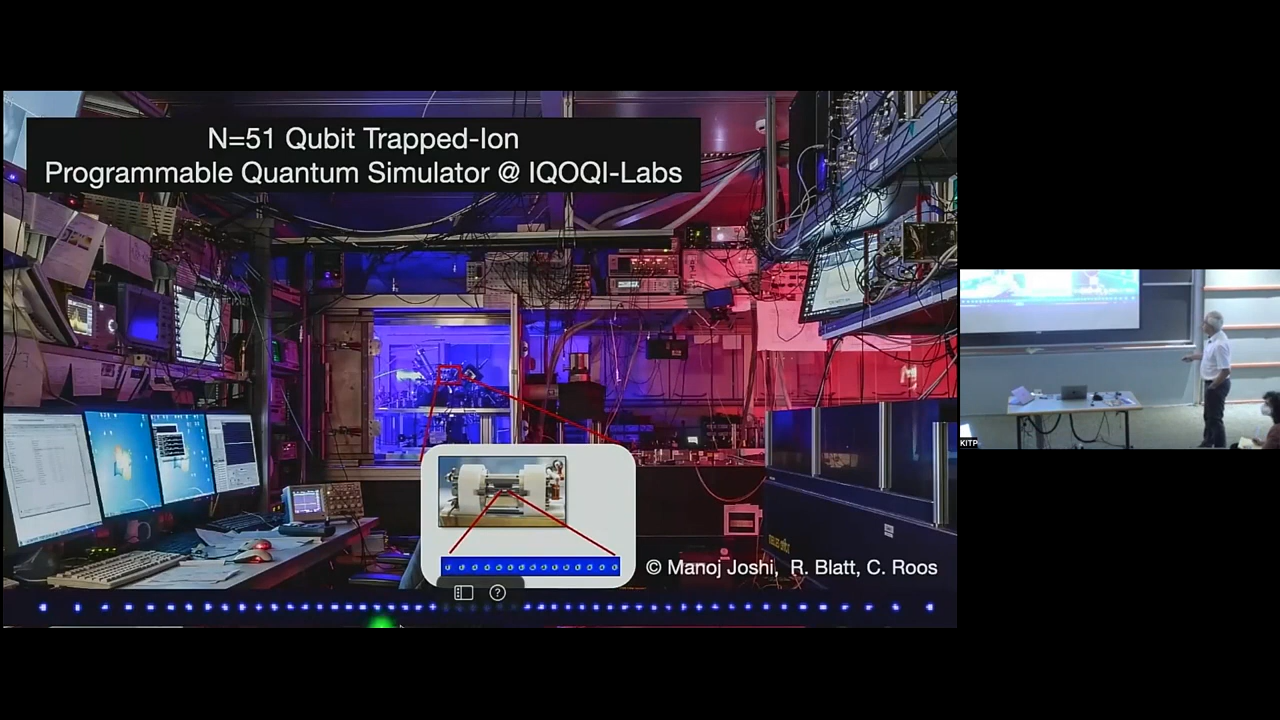 N=51 Qubit Trapped-Ion
Programmable Quantum Simulator @ IQOQI-Labs
© Manoj Joshi, R. Blatt, C. Roos
?
KITP